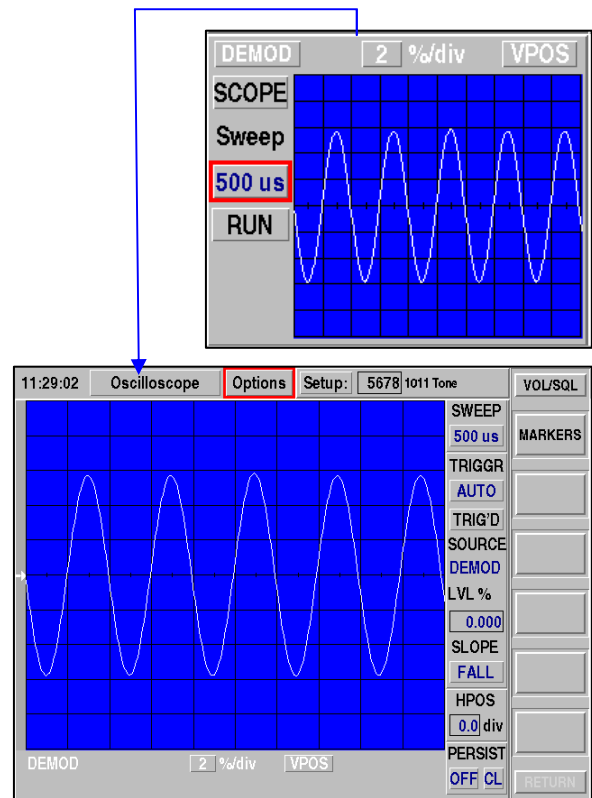 DEMOD 2 %/div VPOS
SCOPE
Sweep
500 us
RUN
11:29:02 Oscilloscope Options Setup: 5678 1011 Tone VOL/SQL
SWEEP
500 us MARKERS
TRIGGR
AUTO
TRIG'D
SOURCE
DEMOD
LVL %
0.000
SLOPE
FALL
HPOS
0.0 div
PERSIST
DEMOD 2 %/div VPOS
OFF CL RETURN